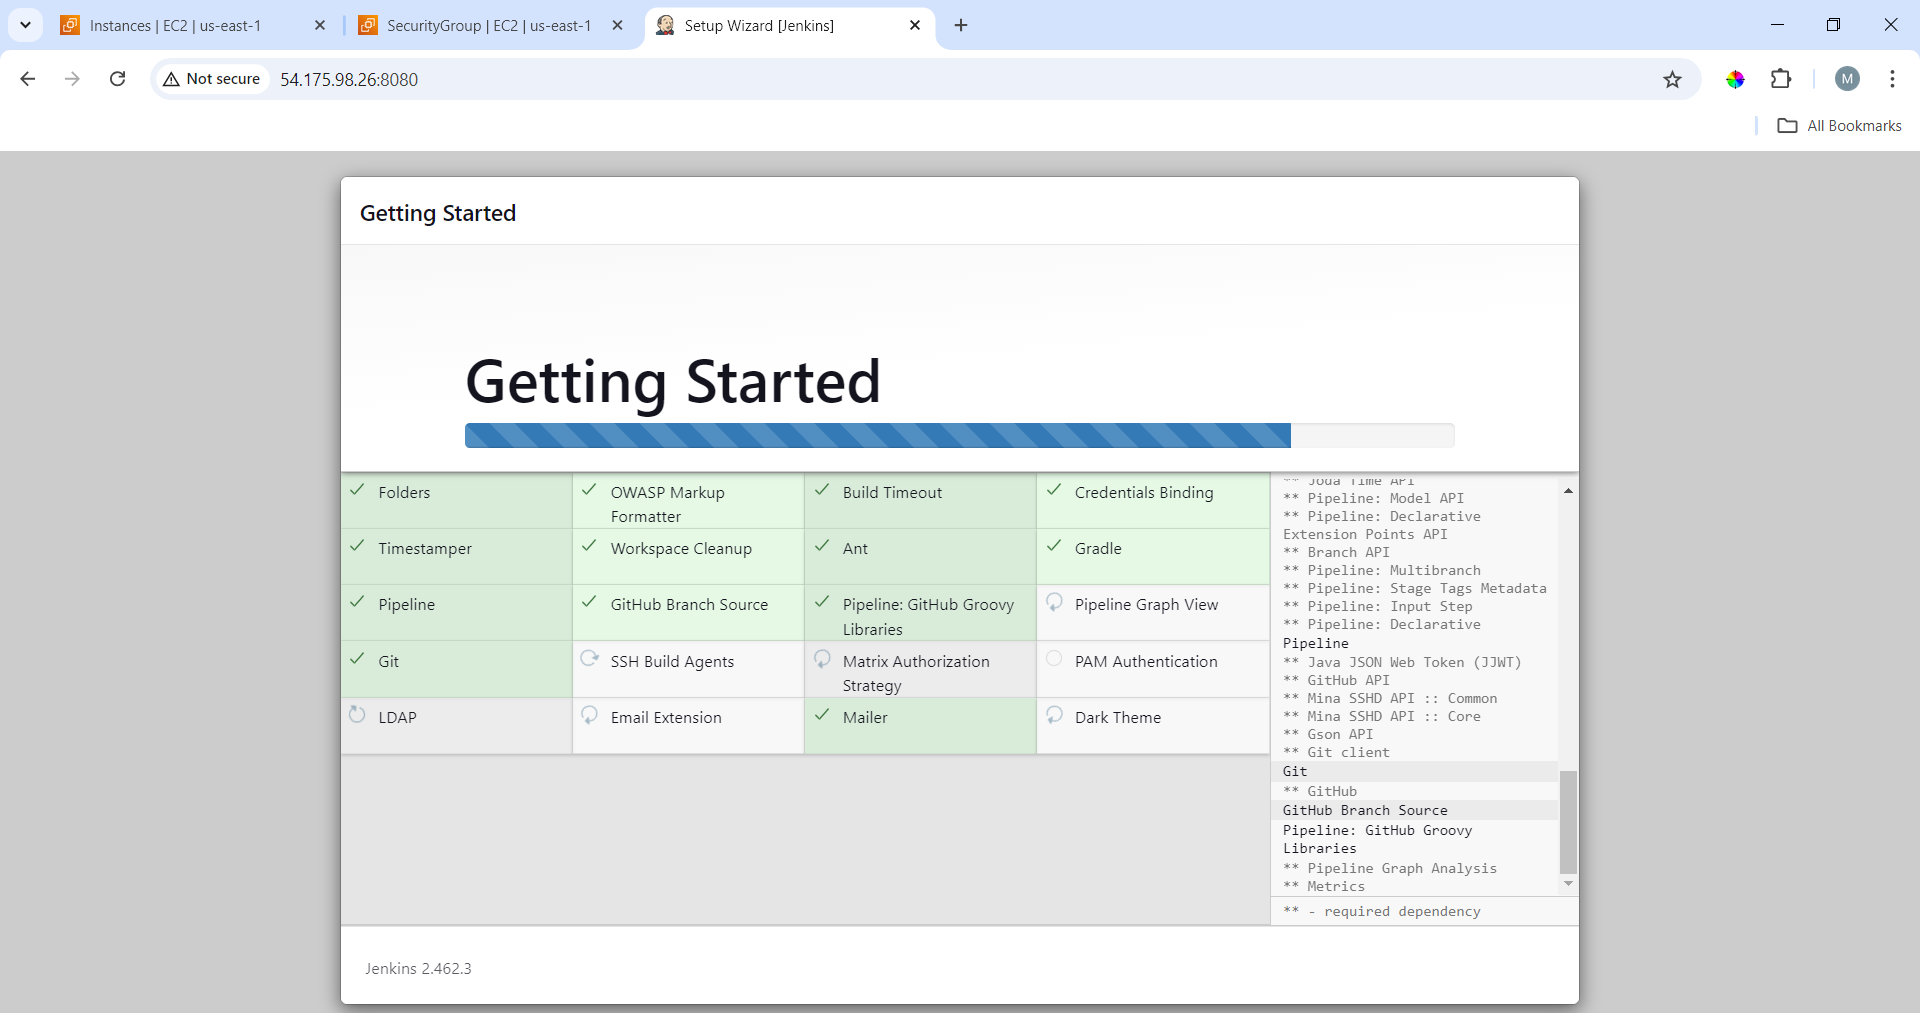 Instances | EC2 | us-east-1
SecurityGroup | EC2 | us-east-1
Setup Wizard [Jenkins]
Not secure
54.175.98.26:8080
M
All Bookmarks
Getting Started
Getting Started
Folders
OWASP Markup
Formatter
Build Timeout
Credentials Binding
Timestamper
Workspace Cleanup
Ant
Gradle
Pipeline
GitHub Branch Source
Pipeline: GitHub Groovy
Libraries
Pipeline Graph View
Git
SSH Build Agents
Matrix Authorization
Strategy
PAM Authentication
LDAP
Email Extension
Mailer
Dark Theme
** Joda Time API
** Pipeline: Model API
** Pipeline: Declarative
Extension Points API
** Branch API
** Pipeline: Multibranch
** Pipeline: Stage Tags Metadata
** Pipeline: Input Step
** Pipeline: Declarative
Pipeline
** Java JSON Web Token (JJWT)
** GitHub API
** Mina SSHD API :: Common
** Mina SSHD API :: Core
** Gson API
** Git client
Git
** GitHub
GitHub Branch Source
Pipeline: GitHub Groovy
Libraries
** Pipeline Graph Analysis
** Metrics
** - required dependency
Jenkins 2.462.3